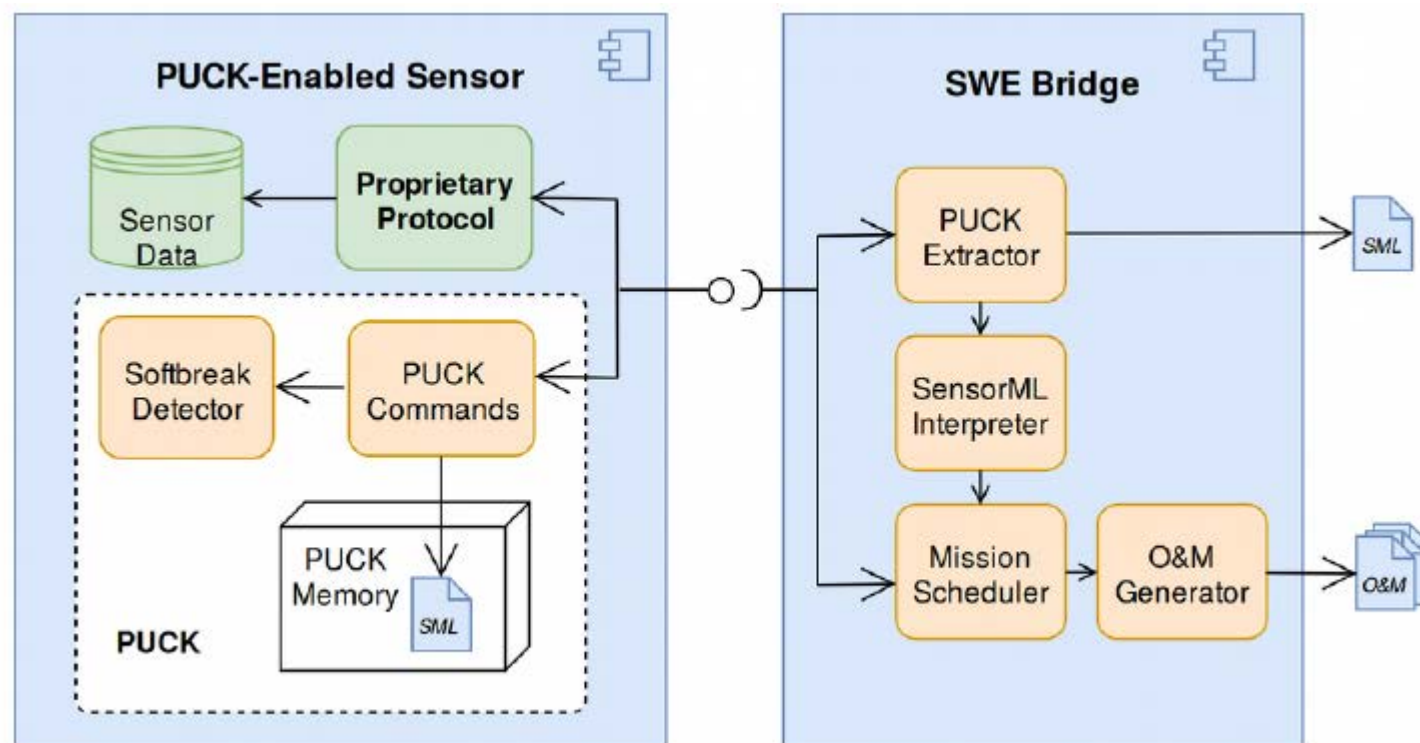 PUCK-Enabled Sensor
Sensor
Data
Proprietary
Protocol
Softbreak
Detector
PUCK
Commands
PUCK
Memory
SML
PUCK
SWE Bridge
PUCK
Extractor
SML
SensorML
Interpreter
Mission
Scheduler
O&M
Generator
O&M